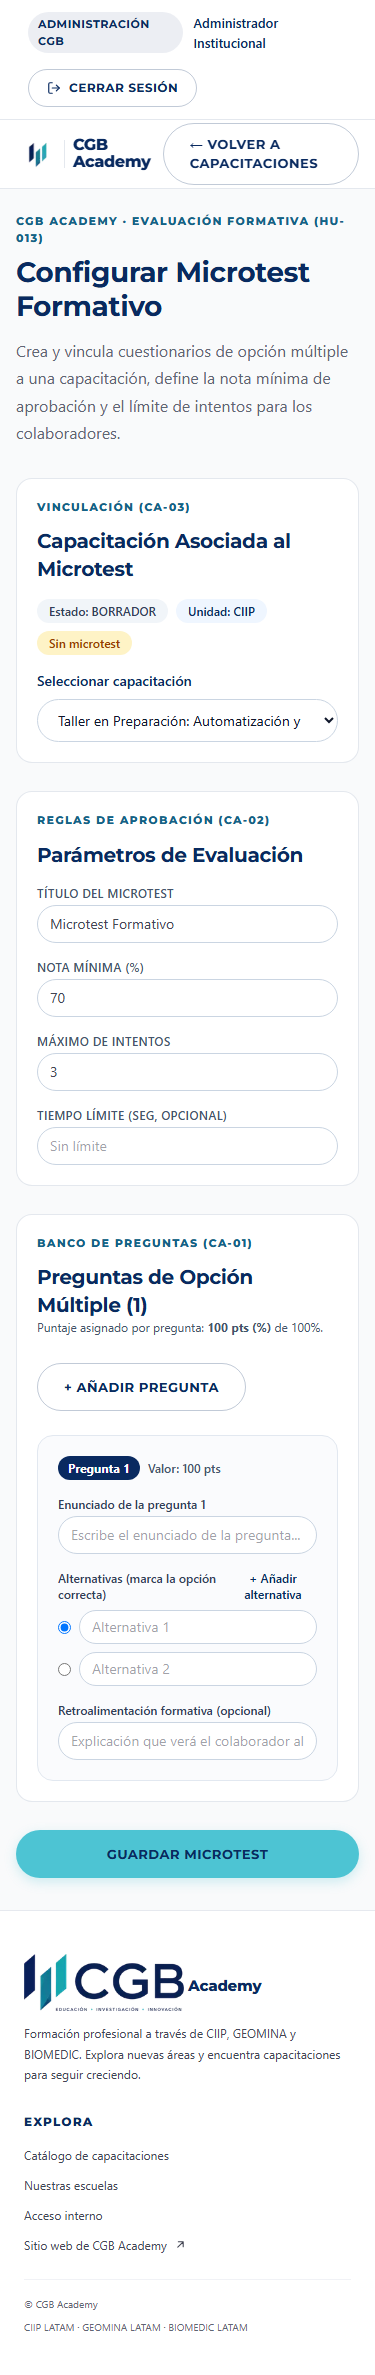 ADMINISTRACIÓN
CGB
Administrador
Institucional
CERRAR SESIÓN
CGB
Academy
← VOLVER A
CAPACITACIONES
CGB ACADEMY · EVALUACIÓN FORMATIVA (HU-
013)
Configurar Microtest
Formativo
Crea y vincula cuestionarios de opción múltiple
a una capacitación, define la nota mínima de
aprobación y el límite de intentos para los
colaboradores.
VINCULACIÓN (CA-03)
Capacitación Asociada al
Microtest
Estado: BORRADOR
Unidad: CIIP
Sin microtest
Seleccionar capacitación
Taller en Preparación: Automatización y
REGLAS DE APROBACIÓN (CA-02)
Parámetros de Evaluación
TÍTULO DEL MICROTEST
Microtest Formativo
NOTA MÍNIMA (%)
70
MÁXIMO DE INTENTOS
3
TIEMPO LÍMITE (SEG, OPCIONAL)
Sin límite
BANCO DE PREGUNTAS (CA-01)
Preguntas de Opción
Múltiple (1)
Puntaje asignado por pregunta: 100 pts (%) de 100%.
+ AÑADIR PREGUNTA
Pregunta 1
Valor: 100 pts
Enunciado de la pregunta 1
Escribe el enunciado de la pregunta...
Alternativas (marca la opción
correcta)
+ Añadir
alternativa
Alternativa 1
Alternativa 2
Retroalimentación formativa (opcional)
Explicación que verá el colaborador al
GUARDAR MICROTEST
CGB Academy
EDUCACIÓN • INVESTIGACIÓN • INNOVACIÓN
Formación profesional a través de CIIP, GEOMINA y
BIOMEDIC. Explora nuevas áreas y encuentra capacitaciones
para seguir creciendo.
EXPLORA
Catálogo de capacitaciones
Nuestras escuelas
Acceso interno
Sitio web de CGB Academy ↗
© CGB Academy
CIIP LATAM · GEOMINA LATAM · BIOMEDIC LATAM